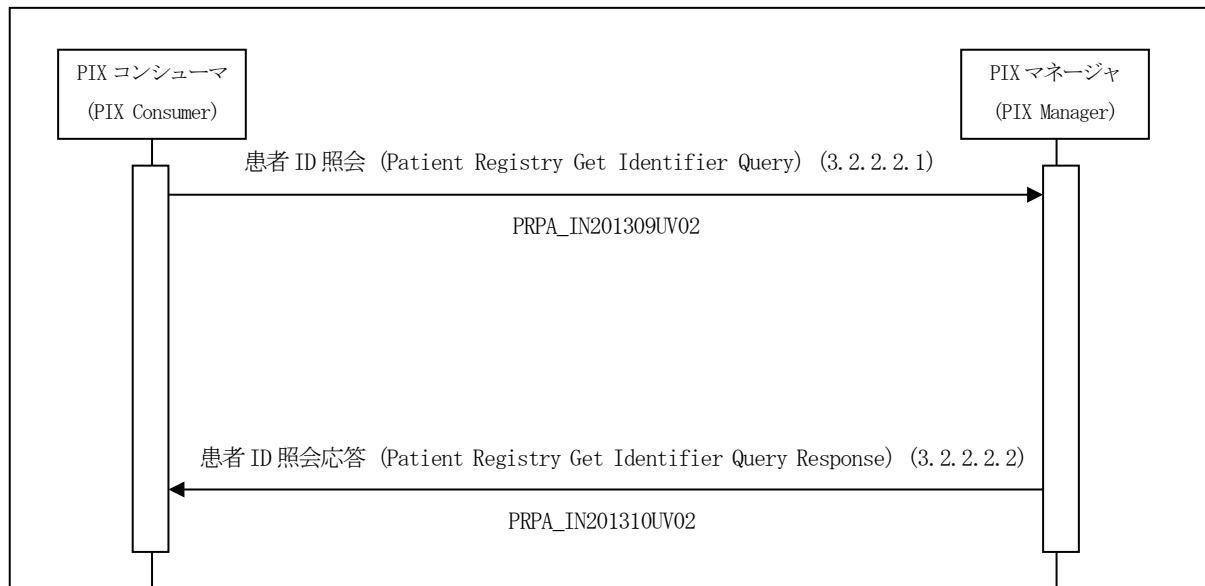 PIX コンシューマ
(PIX Consumer)
PIX マネージャ
(PIX Manager)
患者 ID 照会 (Patient Registry Get Identifier Query) (3.2.2.2.1)
PRPA_IN201309UV02
患者 ID 照会応答 (Patient Registry Get Identifier Query Response) (3.2.2.2.2)
PRPA_IN201310UV02